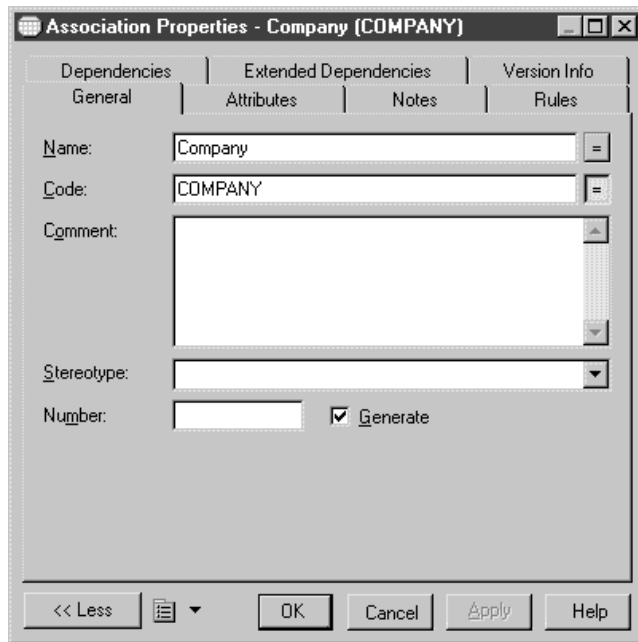 Association Properties - Company (COMPANY)
Dependencies Extended Dependencies Version Info
General Attributes Notes Rules
Name: Company =
Code: COMPANY =
Comment:
Stereotype:
Number: Generate
<< Less OK Cancel Apply Help